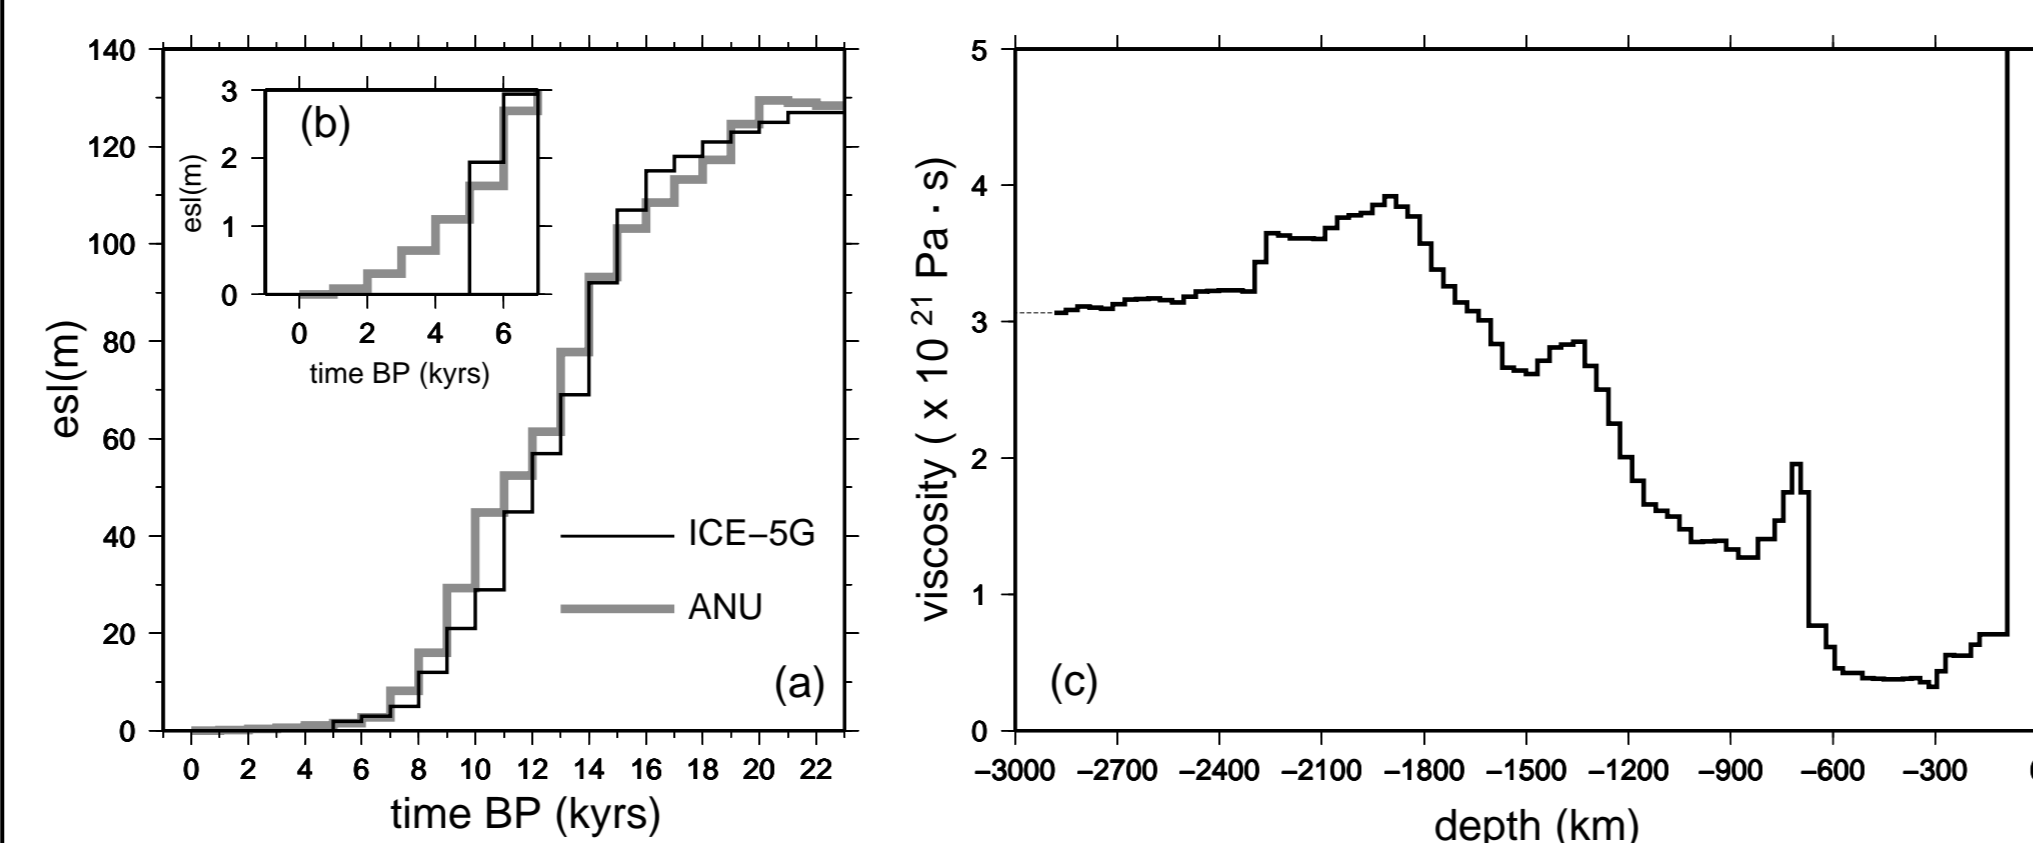 140
120
100
80
60
40
20
0
esl(m)
0 2 4 6 8 10 12 14 16 18 20 22
time BP (kyrs)
(b)
3
2
1
0
esl(m)
0 2 4 6
time BP (kyrs)
ICE−5G
ANU
(a)
5
4
3
2
1
0
viscosity ( x 10 21 Pa · s)
(c)
−3000 −2700 −2400 −2100 −1800 −1500 −1200 −900 −600 −300
depth (km)